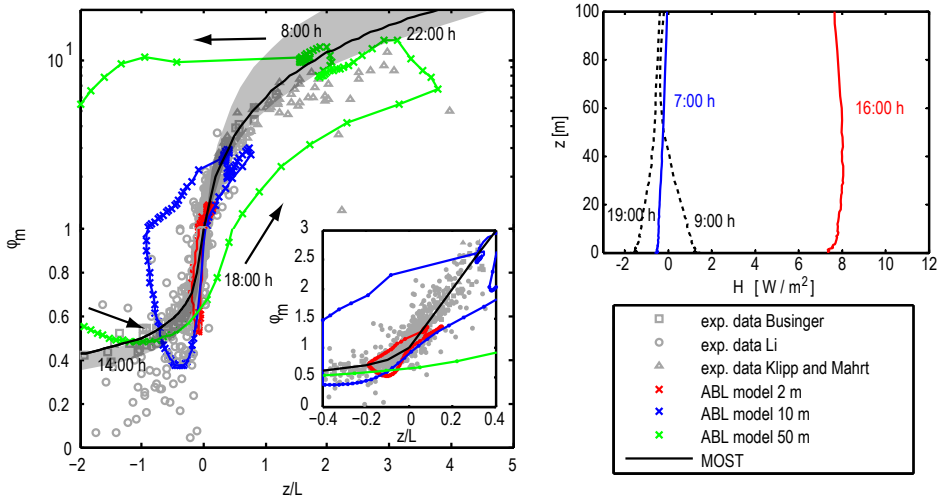 10¹
1
0.8
0.6
0.4
0.2
0
φm
−2
−1
0
1
2
3
4
5
z/L
8:00 h
22:00 h
18:00 h
14:00 h
3
2.5
2
1.5
1
0.5
0
φm
−0.4
−0.2
0
0.2
0.4
z/L
100
80
60
40
20
0
z [m]
7:00 h
16:00 h
19:00 h
9:00 h
−2
0
2
4
6
8
10
12
H [ W / m²]
exp. data Businger
exp. data Li
exp. data Klipp and Mahrt
ABL model 2 m
ABL model 10 m
ABL model 50 m
MOST